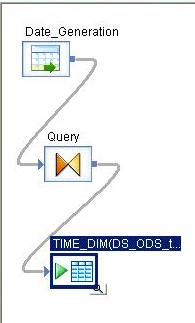 Date_Generation
Query
TIME_DIM(DS_ODS_t...